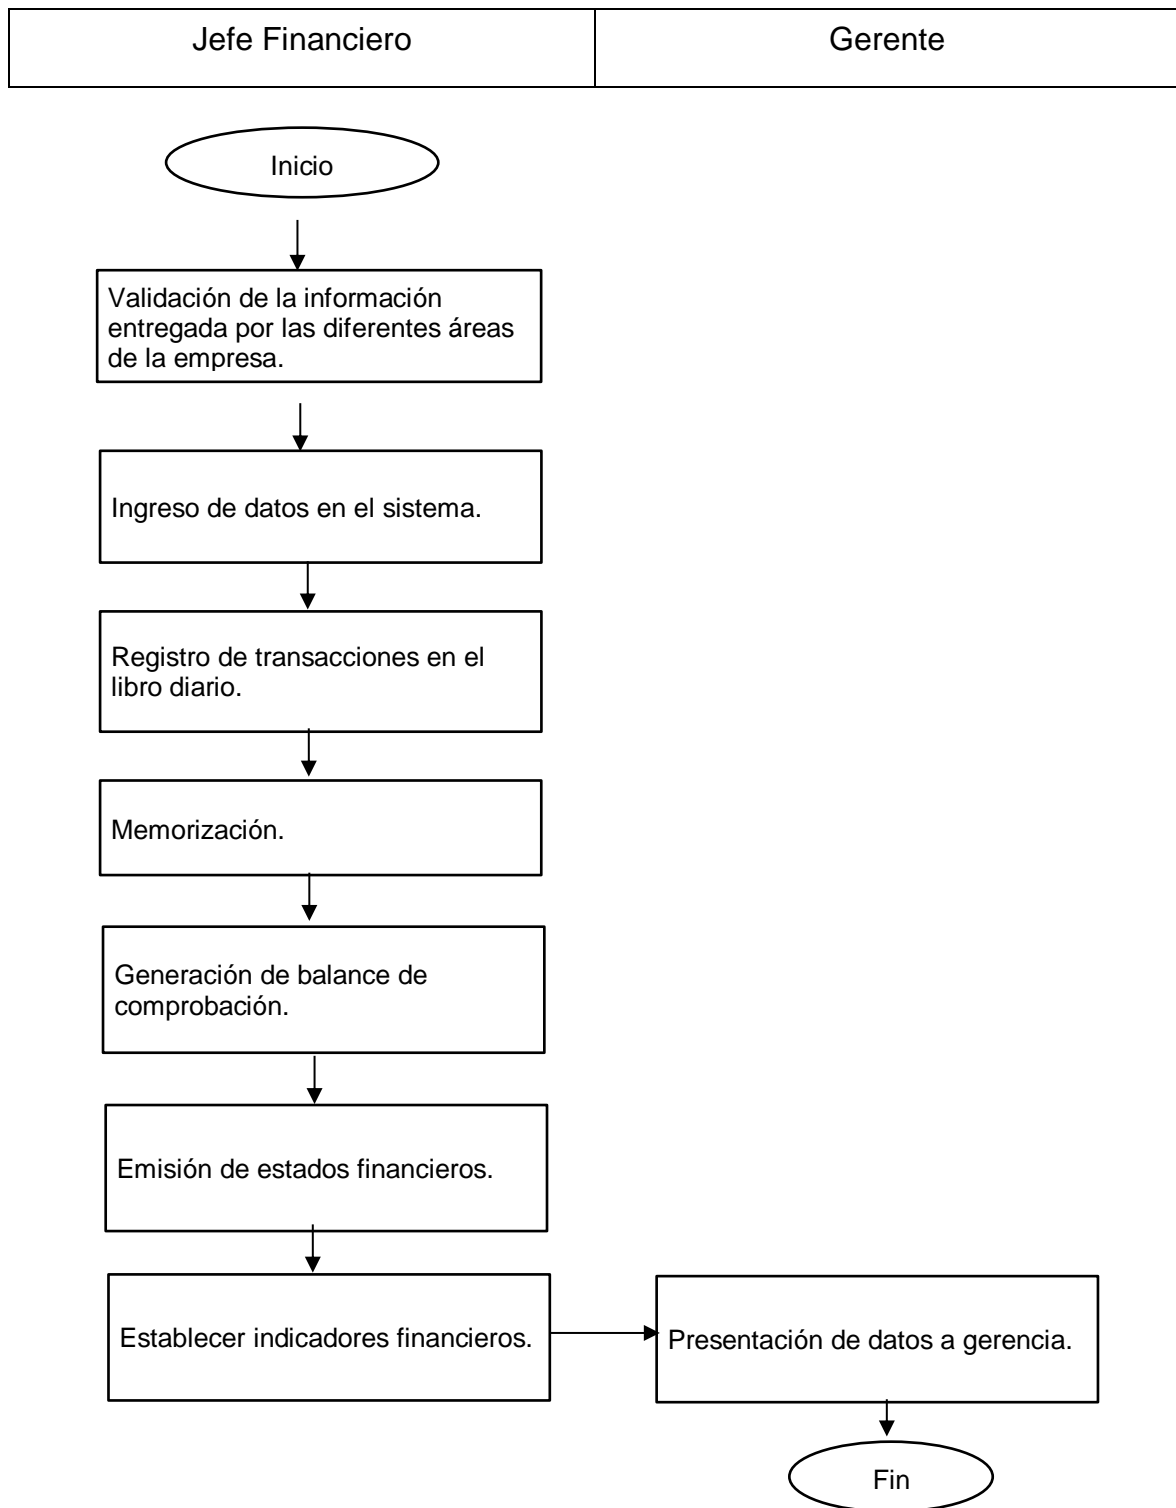 Jefe Financiero
Gerente
Inicio
Validación de la información
entregada por las diferentes áreas
de la empresa.
Ingreso de datos en el sistema.
Registro de transacciones en el
libro diario.
Memorización.
Generación de balance de
comprobación.
Emisión de estados financieros.
Establecer indicadores financieros.
Presentación de datos a gerencia.
Fin